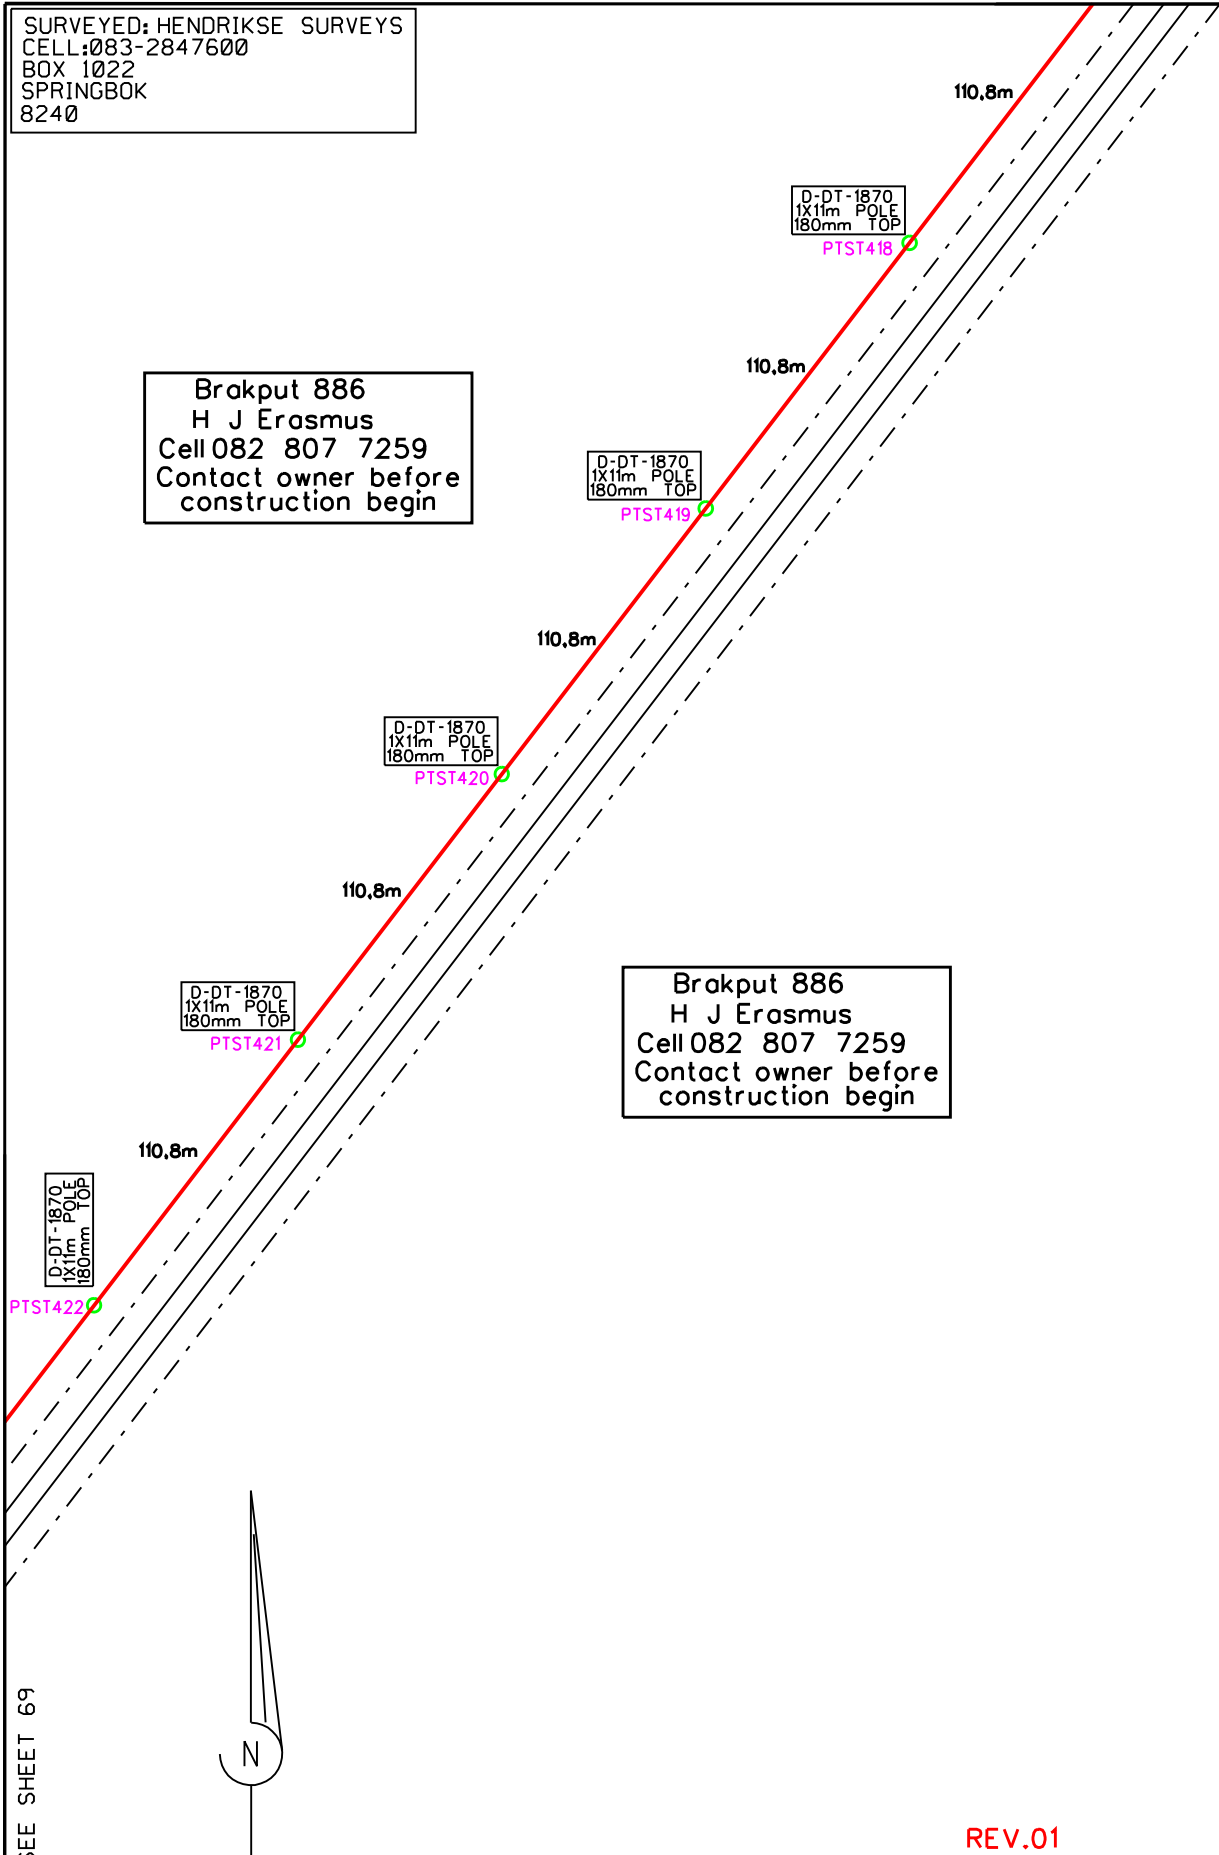 SURVEYED: HENDRIKSE SURVEYS
CELL:083-2847600
BOX 1022
SPRINGBOK
8240
110,8m
D-DT-1870
1X11m POLE
180mm TOP
PTST418
110,8m
Brakput 886
H J Erasmus
Cell 082 807 7259
Contact owner before
construction begin
D-DT-1870
1X11m POLE
180mm TOP
PTST419
110,8m
D-DT-1870
1X11m POLE
180mm TOP
PTST420
110,8m
Brakput 886
H J Erasmus
Cell 082 807 7259
Contact owner before
construction begin
D-DT-1870
1X11m POLE
180mm TOP
PTST421
110,8m
D-DT-1870
1X11m POLE
180mm TOP
PTST422
SEE SHEET 69
N
REV.01